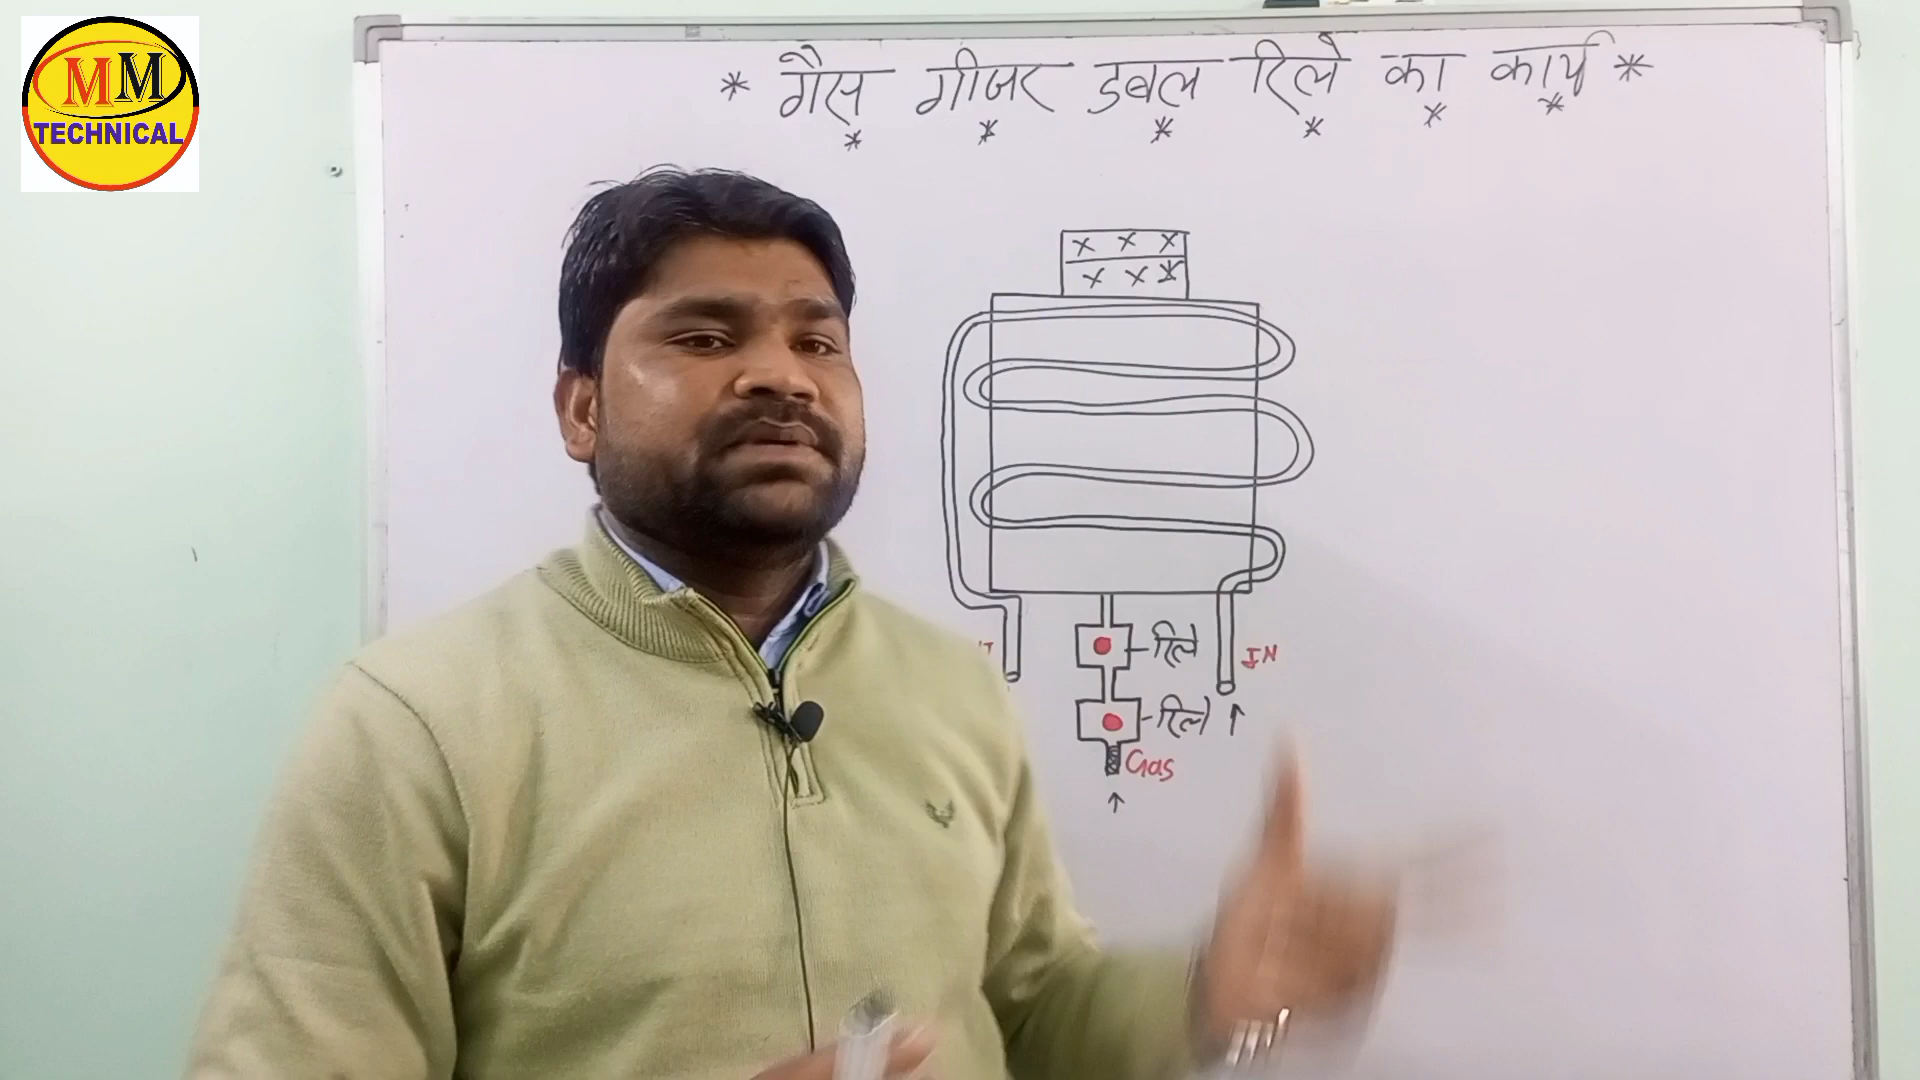 MM
TECHNICAL
* गैस गीजर डबल रिले का कार्य *
रिले
IN
रिले
Gas